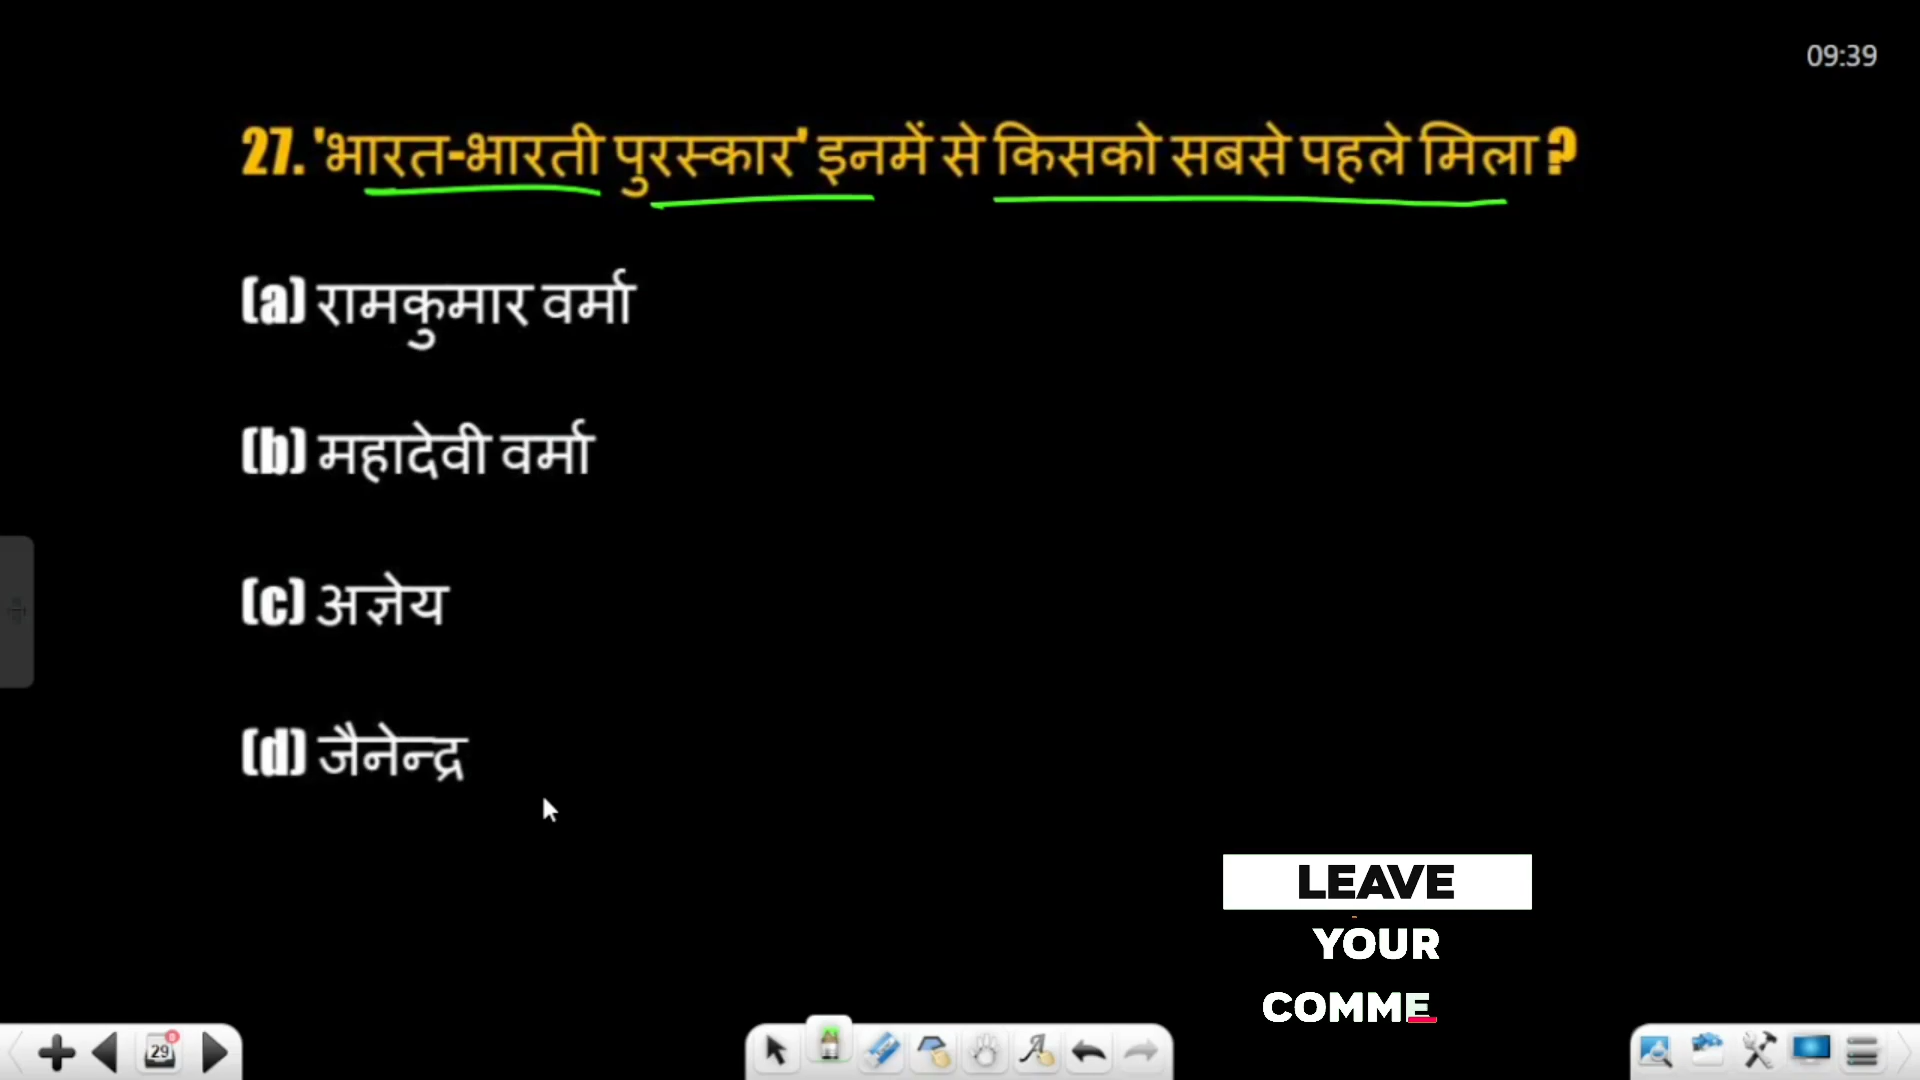 09:39
27. 'भारत-भारती पुरस्कार' इनमें से किसको सबसे पहले मिला ?
(a) रामकुमार वर्मा
(b) महादेवी वर्मा
(c) अज्ञेय
(d) जैनेन्द्र
LEAVE
YOUR
COMME
29